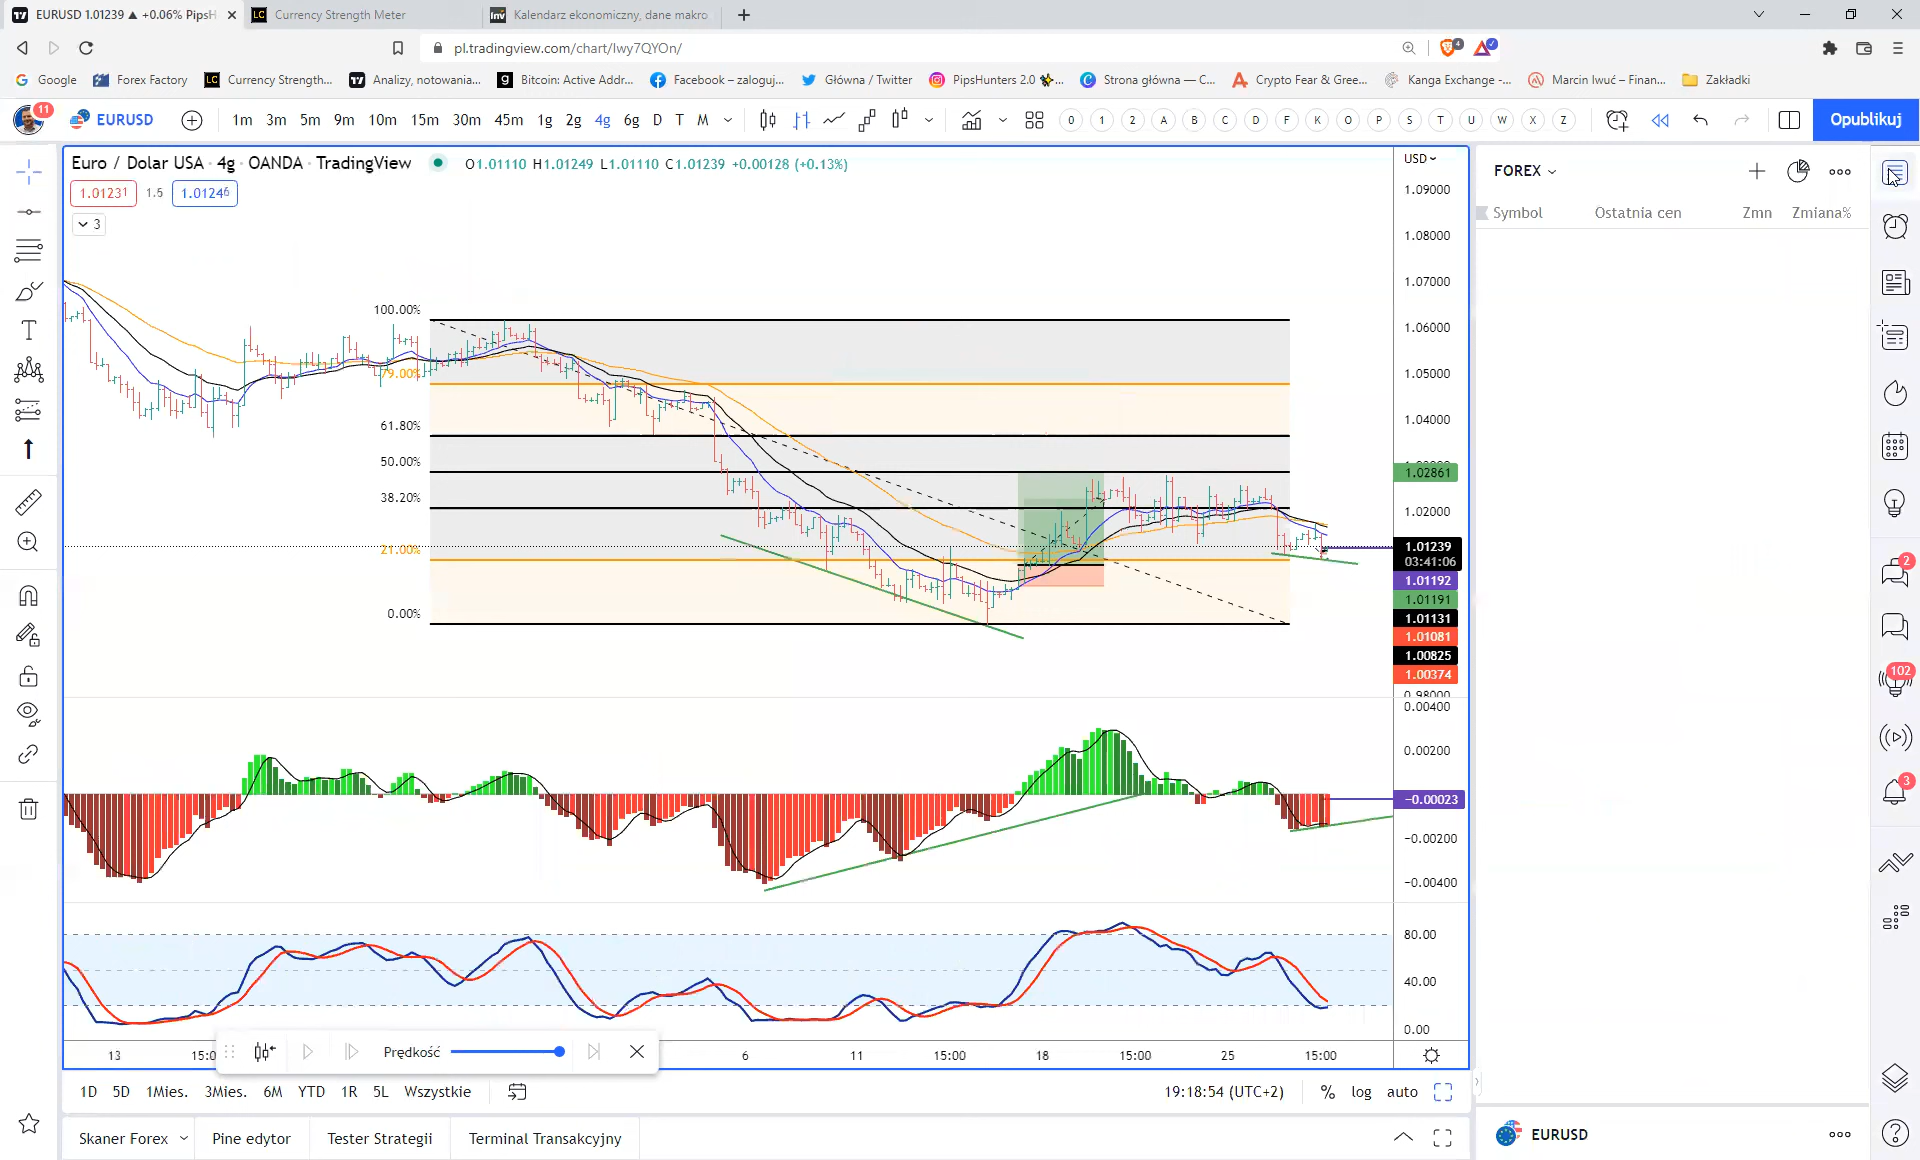 EURUSD 1.01239 ▲ +0.06% PipsH
Currency Strength Meter
Kalendarz ekonomiczny, dane makro
pl.tradingview.com/chart/Iwy7QYOn/
4
Google
Forex Factory
Currency Strength...
Analizy, notowania...
Bitcoin: Active Addr...
Facebook – zaloguj...
Główna / Twitter
PipsHunters 2.0
Strona główna — C...
Crypto Fear & Gree...
Kanga Exchange -...
Marcin Iwuć – Finan...
Zakładki
11
EURUSD
1m 3m 5m 9m 10m 15m 30m 45m 1g 2g 4g 6g D T M
0 1 2 A B C D F K O P S T U W X Z
Opublikuj
Euro / Dolar USA · 4g · OANDA · TradingView
O1.01110 H1.01249 L1.01110 C1.01239 +0.00128 (+0.13%)
USD
1.01231
1.5
1.01246
3
FOREX
Symbol
Ostatnia cen
Zmn
Zmiana%
1.09000
1.08000
1.07000
1.06000
1.05000
1.04000
1.02861
1.02000
1.01239
03:41:06
1.01192
1.01191
1.01131
1.01081
1.00825
1.00374
0.98000
100.00%
79.00%
61.80%
50.00%
38.20%
21.00%
0.00%
0.00400
0.00200
−0.00023
−0.00200
−0.00400
80.00
40.00
0.00
2
102
3
13
15:0
6
11
15:00
18
15:00
25
15:00
Prędkość
1D 5D 1Mies. 3Mies. 6M YTD 1R 5L Wszystkie
19:18:54 (UTC+2)
%
log
auto
Skaner Forex
Pine edytor
Tester Strategii
Terminal Transakcyjny
EURUSD